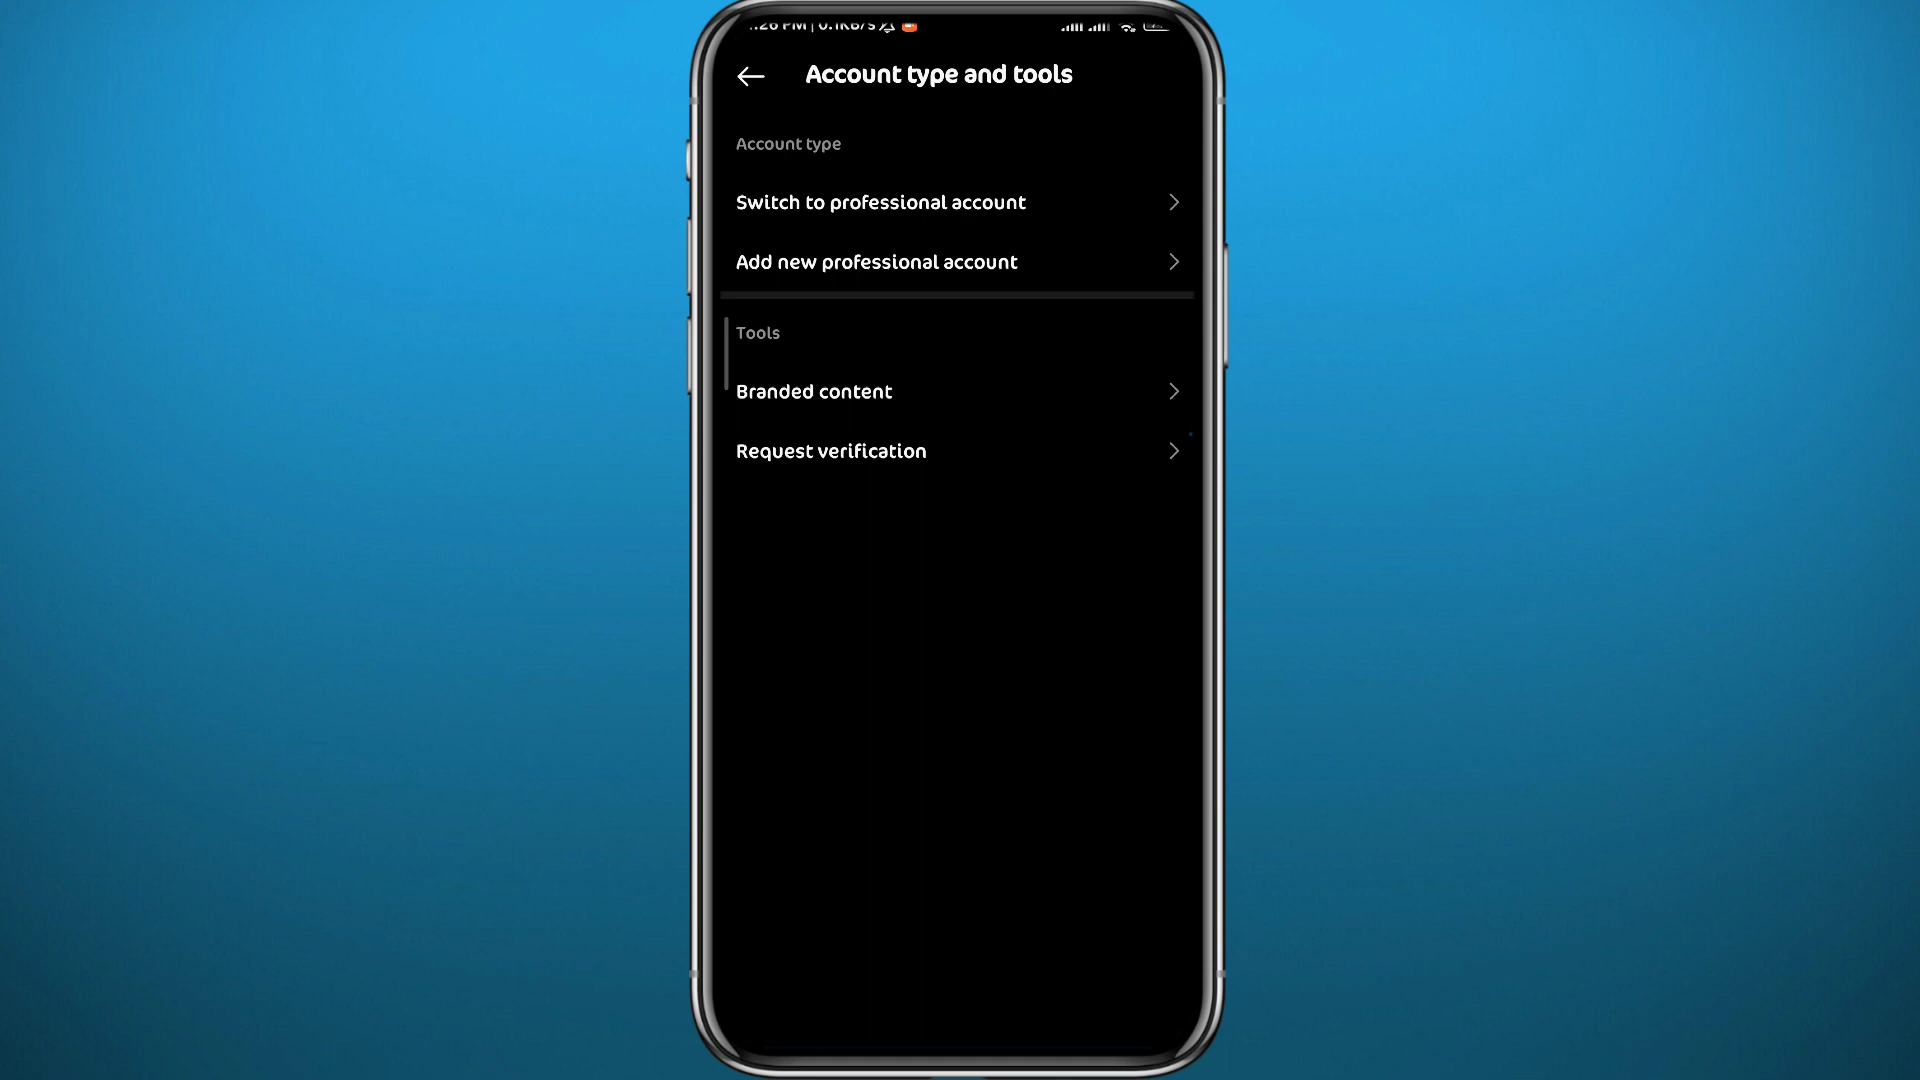 Account type and tools
Account type
Switch to professional account
Add new professional account
Tools
Branded content
Request verification